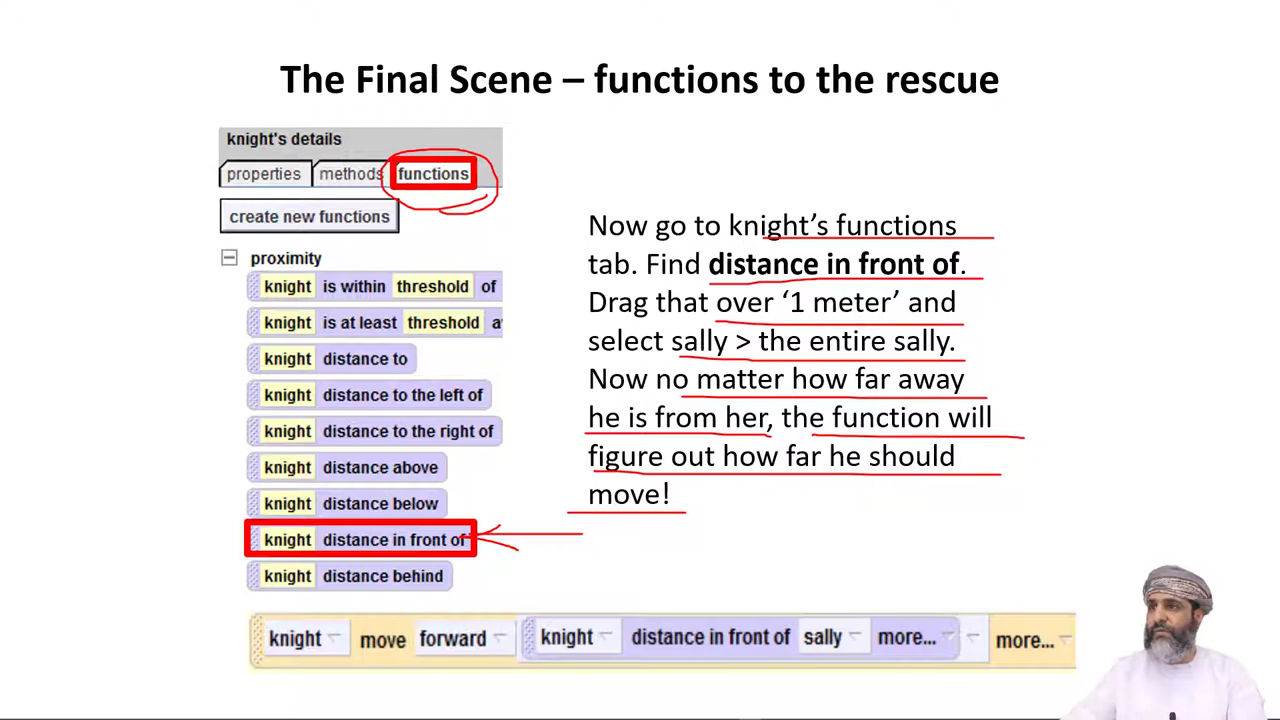 The Final Scene – functions to the rescue
knight's details
properties methods functions
create new functions
proximity
knight is within threshold of
knight is at least threshold
knight distance to
knight distance to the left of
knight distance to the right of
knight distance above
knight distance below
knight distance in front of
knight distance behind
Now go to knight’s functions
tab. Find distance in front of.
Drag that over ‘1 meter’ and
select sally > the entire sally.
Now no matter how far away
he is from her, the function will
figure out how far he should
move!
knight move forward knight distance in front of sally more... more...